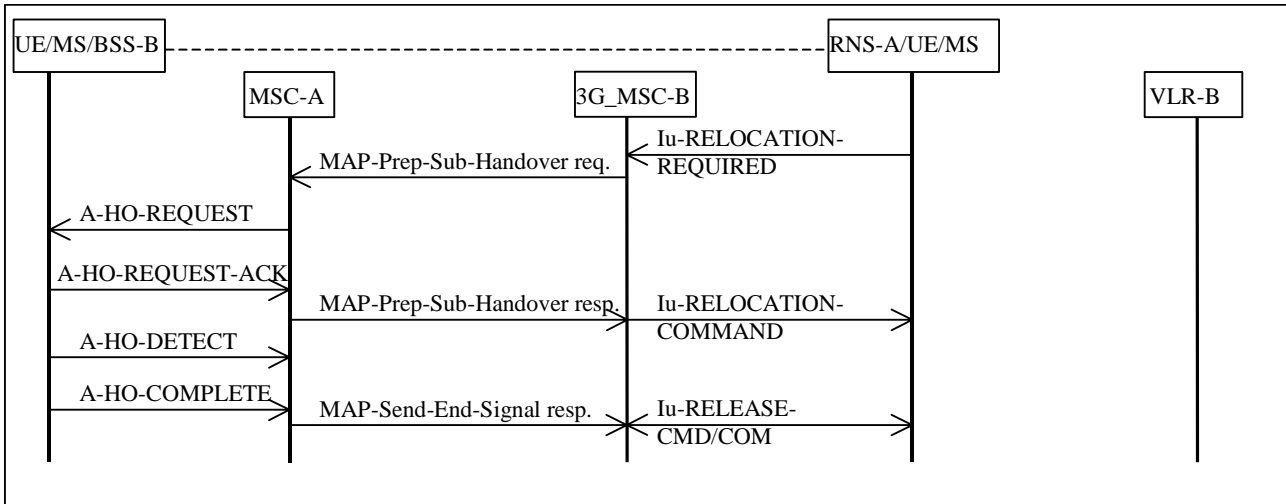 UE/MS/BSS-B
RNS-A/UE/MS
MSC-A
3G_MSC-B
VLR-B
Iu-RELOCATION-
REQUIRED
MAP-Prep-Sub-Handover req.
A-HO-REQUEST
A-HO-REQUEST-ACK
MAP-Prep-Sub-Handover resp.
Iu-RELOCATION-
COMMAND
A-HO-DETECT
A-HO-COMPLETE
MAP-Send-End-Signal resp.
Iu-RELEASE-
CMD/COM